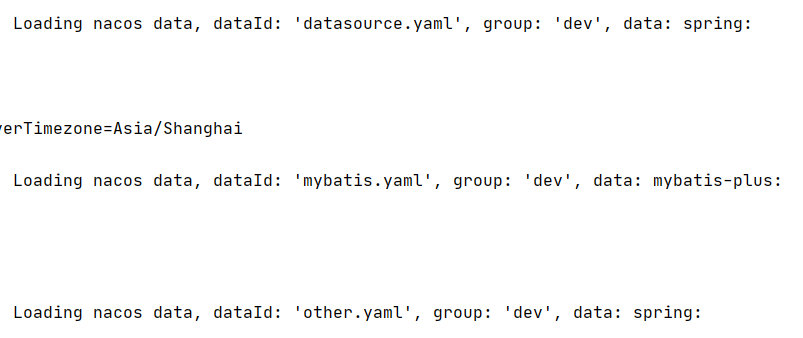 Loading nacos data, dataId: 'datasource.yaml', group: 'dev', data: spring:
erTimezone=Asia/Shanghai
Loading nacos data, dataId: 'mybatis.yaml', group: 'dev', data: mybatis-plus:
Loading nacos data, dataId: 'other.yaml', group: 'dev', data: spring: